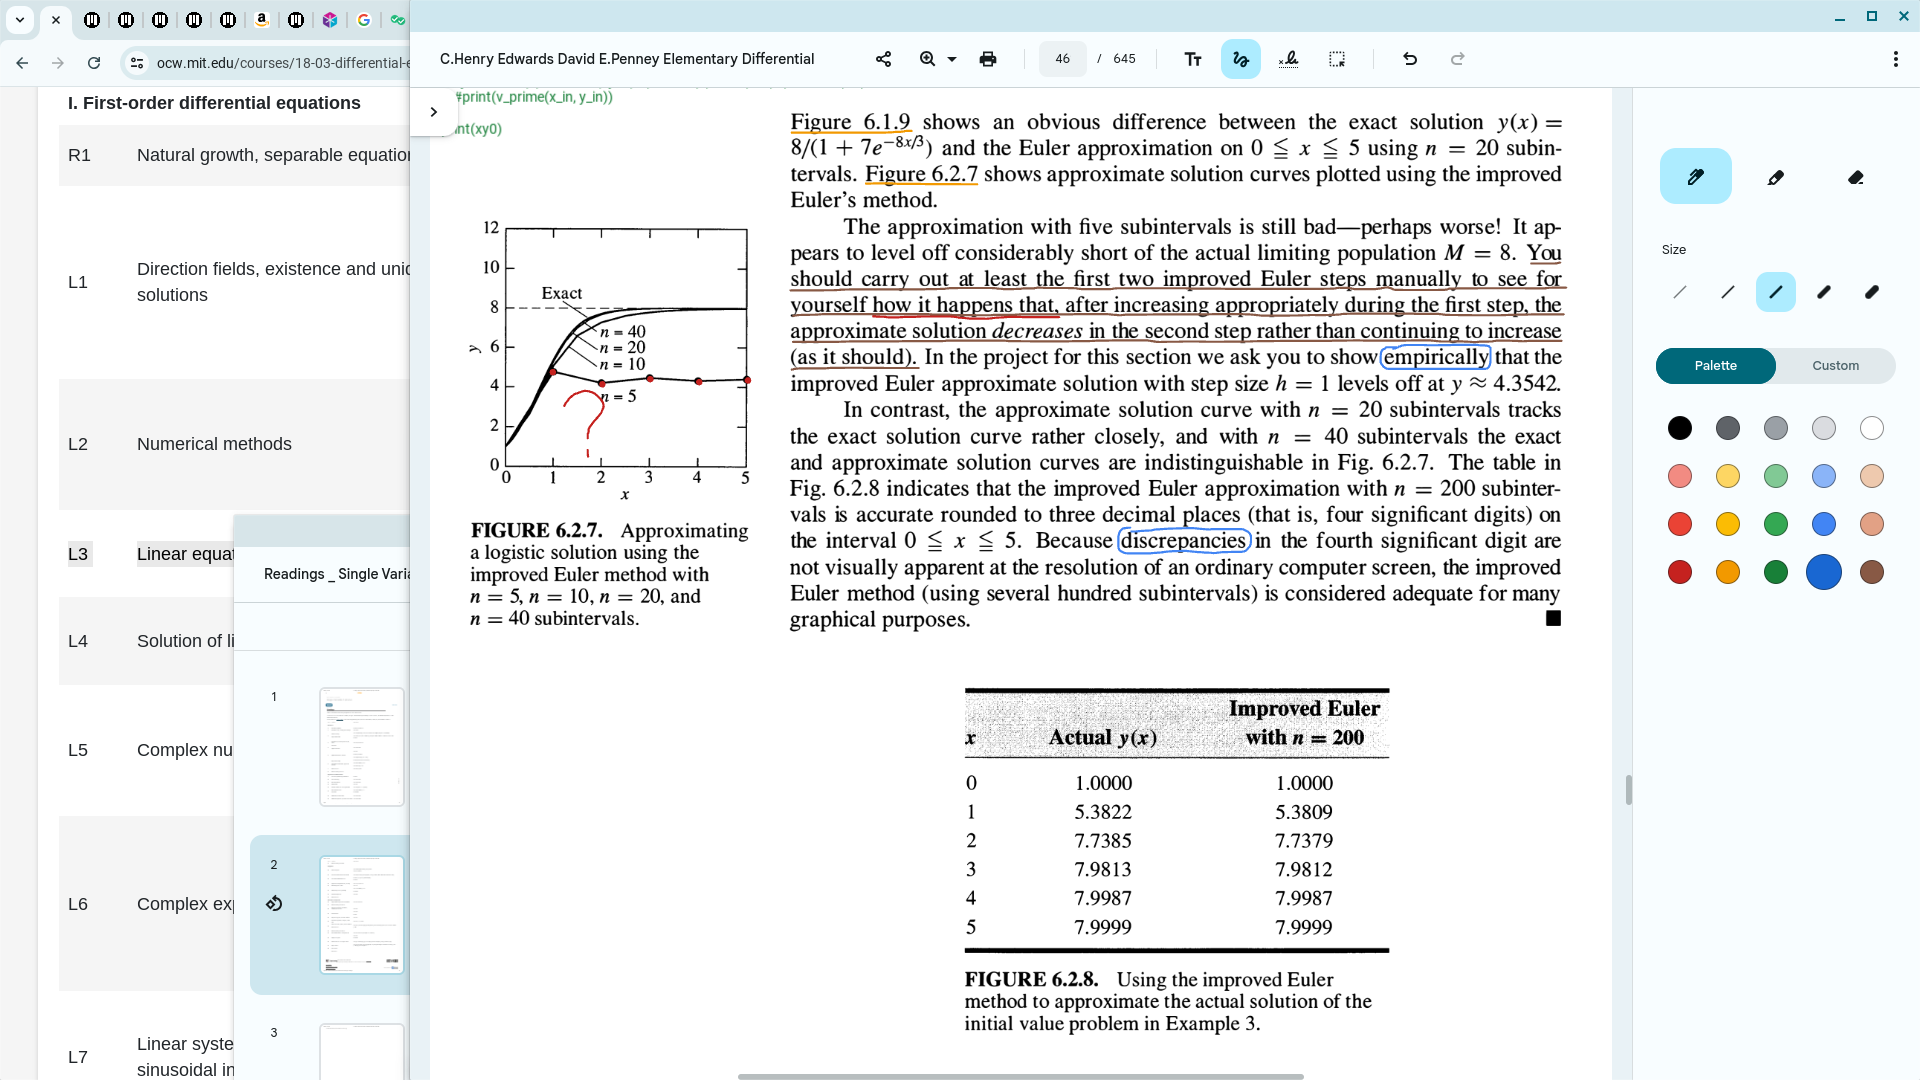 ocw.mit.edu/courses/18-03-differential-e
I. First-order differential equations
R1 Natural growth, separable equation
L1 Direction fields, existence and uniq
solutions
L2 Numerical methods
L3 Linear equat
L4 Solution of li
L5 Complex nu
L6 Complex exp
L7 Linear syste
sinusoidal in
Readings _ Single Varia
1
2
3
C.Henry Edwards David E.Penney Elementary Differential
46 / 645
#print(v_prime(x_in, y_in))
int(xy0)
Figure 6.1.9 shows an obvious difference between the exact solution y(x) =
8/(1 + 7e^{−8x/3}) and the Euler approximation on 0 ≦ x ≦ 5 using n = 20 subin-
tervals. Figure 6.2.7 shows approximate solution curves plotted using the improved
Euler's method.
The approximation with five subintervals is still bad—perhaps worse! It ap-
pears to level off considerably short of the actual limiting population M = 8. You
should carry out at least the first two improved Euler steps manually to see for
yourself how it happens that, after increasing appropriately during the first step, the
approximate solution decreases in the second step rather than continuing to increase
(as it should). In the project for this section we ask you to show empirically that the
improved Euler approximate solution with step size h = 1 levels off at y ≈ 4.3542.
In contrast, the approximate solution curve with n = 20 subintervals tracks
the exact solution curve rather closely, and with n = 40 subintervals the exact
and approximate solution curves are indistinguishable in Fig. 6.2.7. The table in
Fig. 6.2.8 indicates that the improved Euler approximation with n = 200 subinter-
vals is accurate rounded to three decimal places (that is, four significant digits) on
the interval 0 ≦ x ≦ 5. Because discrepancies in the fourth significant digit are
not visually apparent at the resolution of an ordinary computer screen, the improved
Euler method (using several hundred subintervals) is considered adequate for many
graphical purposes.
12
10
8
6
4
2
0
y
Exact
n = 40
n = 20
n = 10
n = 5
?
0 1 2 3 4 5
x
FIGURE 6.2.7. Approximating
a logistic solution using the
improved Euler method with
n = 5, n = 10, n = 20, and
n = 40 subintervals.
Improved Euler
x Actual y(x) with n = 200
0 1.0000 1.0000
1 5.3822 5.3809
2 7.7385 7.7379
3 7.9813 7.9812
4 7.9987 7.9987
5 7.9999 7.9999
FIGURE 6.2.8. Using the improved Euler
method to approximate the actual solution of the
initial value problem in Example 3.
Size
Palette Custom